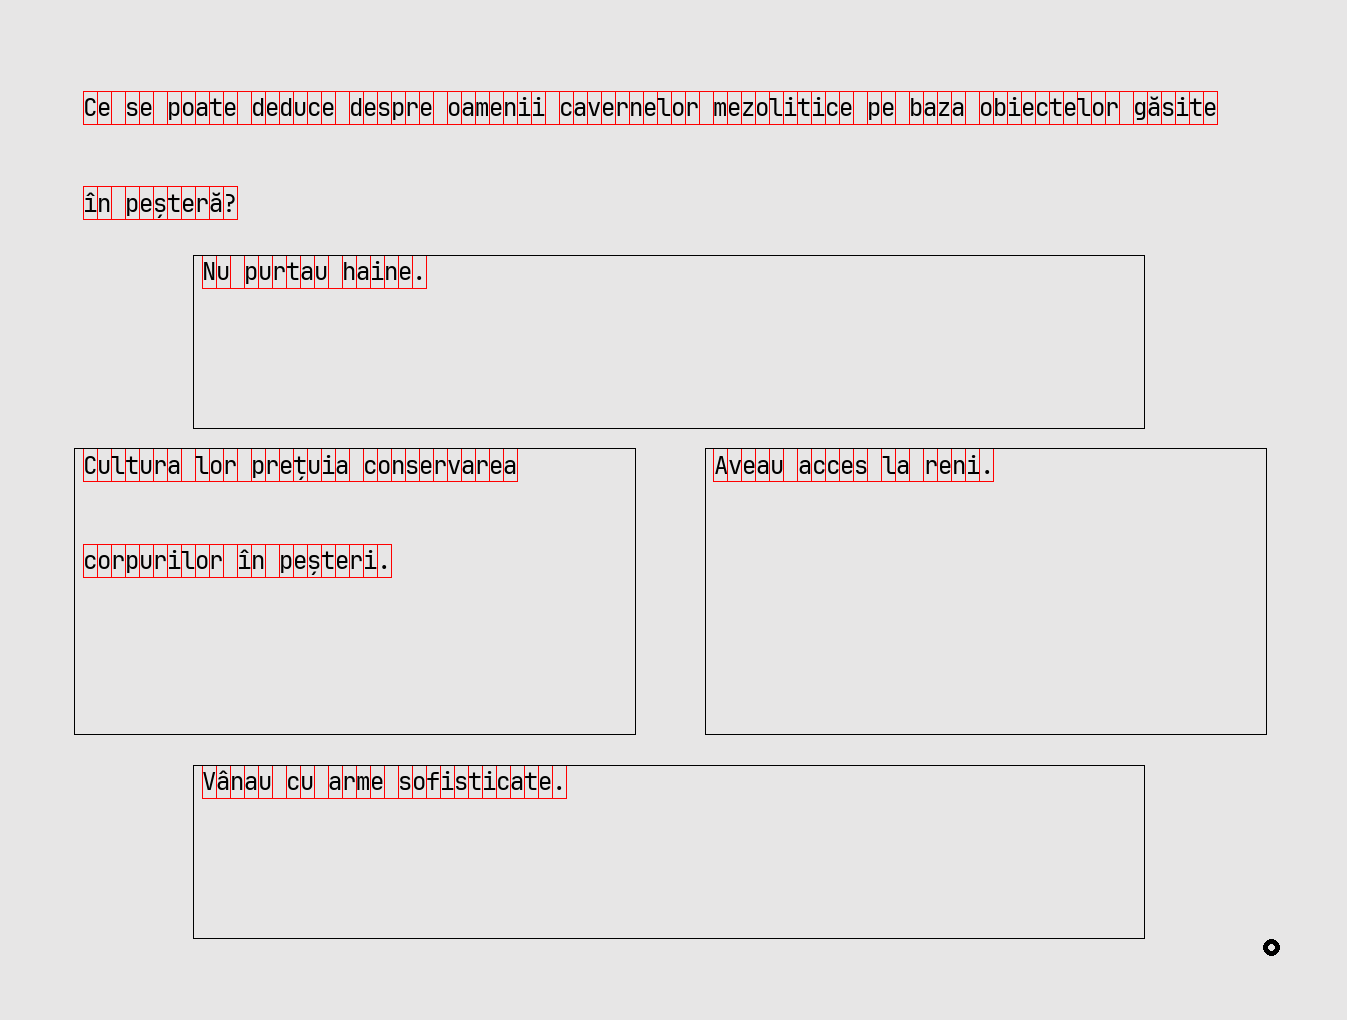 Ce se poate deduce despre oamenii cavernelor mezolitice pe baza obiectelor găsite
în peșteră?
Nu purtau haine.
Cultura lor prețuia conservarea
corpurilor în peșteri.
Aveau acces la reni.
Vânau cu arme sofisticate.